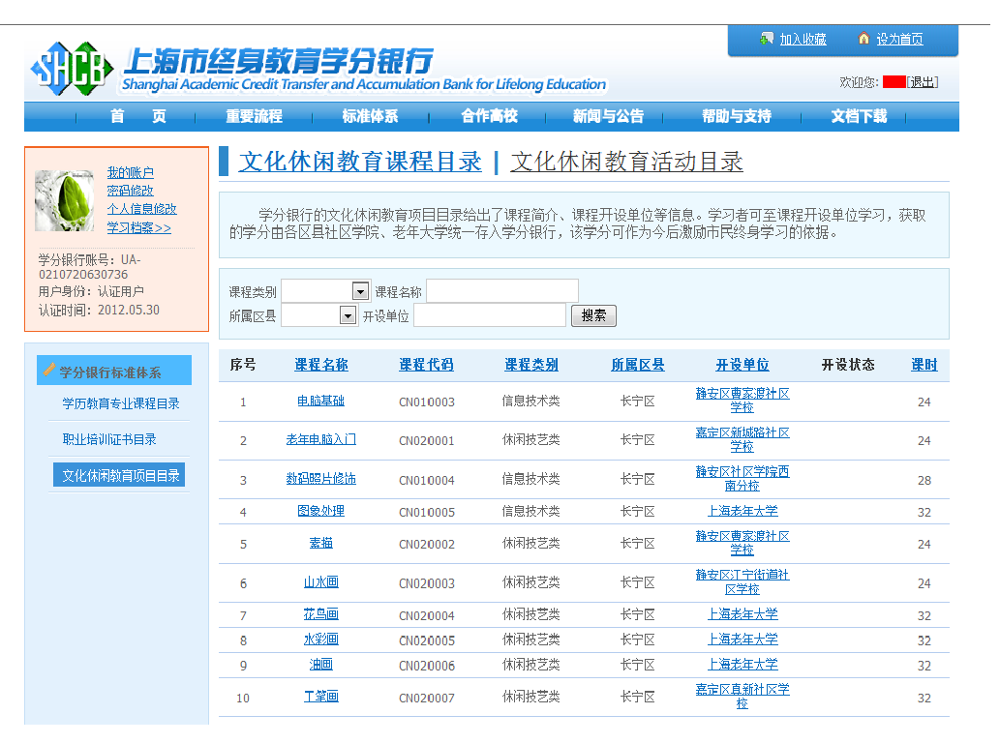 加入收藏 设为首页
SHCB
上海市终身教育学分银行
Shanghai Academic Credit Transfer and Accumulation Bank for Lifelong Education
欢迎您: [退出]
首 页 重要流程 标准体系 合作高校 新闻与公告 帮助与支持 文档下载
我的账户
密码修改
个人信息修改
学习档案>>
学分银行账号：UA-
0210720630736
用户身份：认证用户
认证时间：2012.05.30
学分银行标准体系
学历教育专业课程目录
职业培训证书目录
文化休闲教育项目目录
文化休闲教育课程目录 | 文化休闲教育活动目录
学分银行的文化休闲教育项目目录给出了课程简介、课程开设单位等信息。学习者可至课程开设单位学习，获取
的学分由各区县社区学院、老年大学统一存入学分银行，该学分可作为今后激励市民终身学习的依据。
课程类别 课程名称
所属区县 开设单位 搜索
序号 课程名称 课程代码 课程类别 所属区县 开设单位 开设状态 课时
1 电脑基础 CN010003 信息技术类 长宁区 静安区曹家渡社区
学校 24
2 老年电脑入门 CN020001 休闲技艺类 长宁区 嘉定区新城路社区
学校 24
3 数码照片修饰 CN010004 信息技术类 长宁区 静安区社区学院西
南分校 28
4 图象处理 CN010005 信息技术类 长宁区 上海老年大学 32
5 素描 CN020002 休闲技艺类 长宁区 静安区曹家渡社区
学校 24
6 山水画 CN020003 休闲技艺类 长宁区 静安区江宁街道社
区学校 24
7 花鸟画 CN020004 休闲技艺类 长宁区 上海老年大学 32
8 水彩画 CN020005 休闲技艺类 长宁区 上海老年大学 32
9 油画 CN020006 休闲技艺类 长宁区 上海老年大学 32
10 工笔画 CN020007 休闲技艺类 长宁区 嘉定区真新社区学
校 32